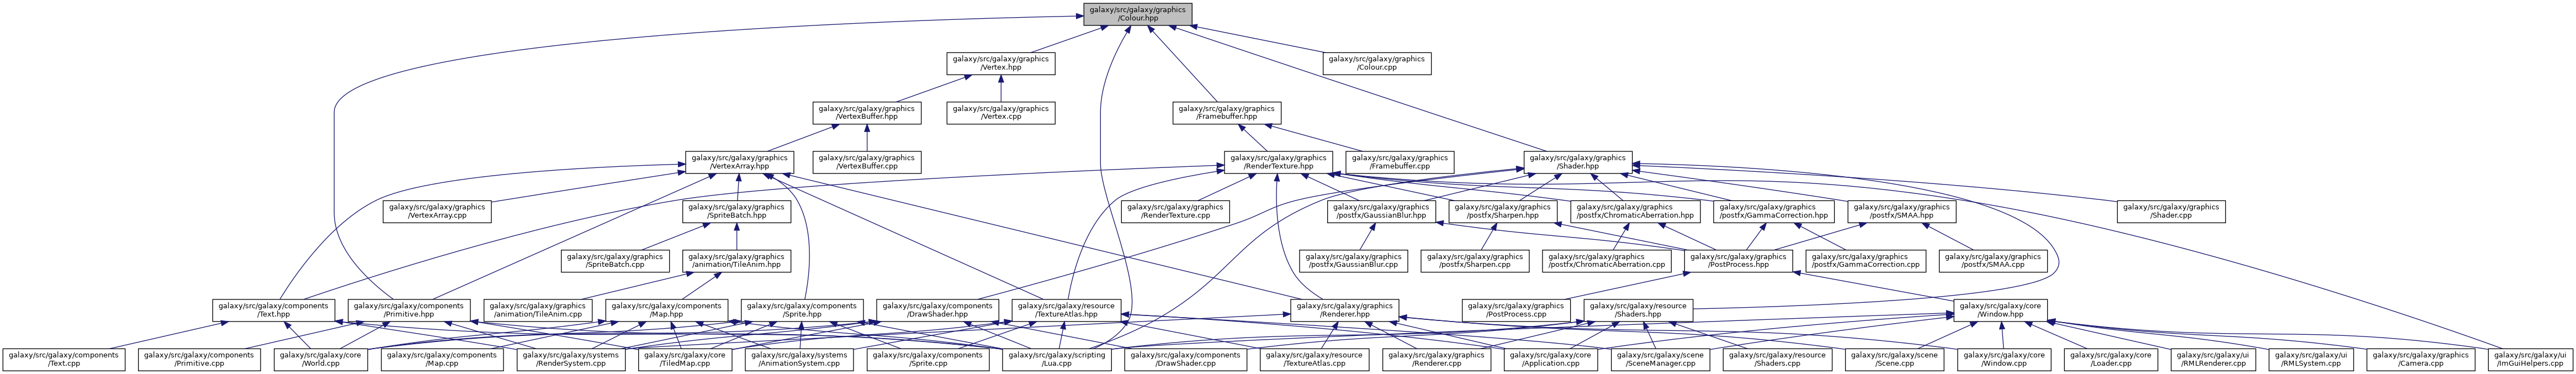 galaxy/src/galaxy/graphics
/Colour.hpp
galaxy/src/galaxy/graphics
/Vertex.hpp
galaxy/src/galaxy/graphics
/Colour.cpp
galaxy/src/galaxy/graphics
/VertexBuffer.hpp
galaxy/src/galaxy/graphics
/Vertex.cpp
galaxy/src/galaxy/graphics
/Framebuffer.hpp
galaxy/src/galaxy/graphics
/VertexArray.hpp
galaxy/src/galaxy/graphics
/VertexBuffer.cpp
galaxy/src/galaxy/graphics
/RenderTexture.hpp
galaxy/src/galaxy/graphics
/Framebuffer.cpp
galaxy/src/galaxy/graphics
/Shader.hpp
galaxy/src/galaxy/graphics
/VertexArray.cpp
galaxy/src/galaxy/graphics
/SpriteBatch.hpp
galaxy/src/galaxy/graphics
/RenderTexture.cpp
galaxy/src/galaxy/graphics
/postfx/GaussianBlur.hpp
galaxy/src/galaxy/graphics
/postfx/Sharpen.hpp
galaxy/src/galaxy/graphics
/postfx/ChromaticAberration.hpp
galaxy/src/galaxy/graphics
/postfx/GammaCorrection.hpp
galaxy/src/galaxy/graphics
/postfx/SMAA.hpp
galaxy/src/galaxy/graphics
/Shader.cpp
galaxy/src/galaxy/graphics
/SpriteBatch.cpp
galaxy/src/galaxy/graphics
/animation/TileAnim.hpp
galaxy/src/galaxy/graphics
/postfx/GaussianBlur.cpp
galaxy/src/galaxy/graphics
/postfx/Sharpen.cpp
galaxy/src/galaxy/graphics
/postfx/ChromaticAberration.cpp
galaxy/src/galaxy/graphics
/PostProcess.hpp
galaxy/src/galaxy/graphics
/postfx/GammaCorrection.cpp
galaxy/src/galaxy/graphics
/postfx/SMAA.cpp
galaxy/src/galaxy/components
/Text.hpp
galaxy/src/galaxy/components
/Primitive.hpp
galaxy/src/galaxy/graphics
/animation/TileAnim.cpp
galaxy/src/galaxy/components
/Map.hpp
galaxy/src/galaxy/components
/Sprite.hpp
galaxy/src/galaxy/components
/DrawShader.hpp
galaxy/src/galaxy/resource
/TextureAtlas.hpp
galaxy/src/galaxy/graphics
/Renderer.hpp
galaxy/src/galaxy/graphics
/PostProcess.cpp
galaxy/src/galaxy/resource
/Shaders.hpp
galaxy/src/galaxy/core
/Window.hpp
galaxy/src/galaxy/components
/Text.cpp
galaxy/src/galaxy/components
/Primitive.cpp
galaxy/src/galaxy/core
/World.cpp
galaxy/src/galaxy/components
/Map.cpp
galaxy/src/galaxy/systems
/RenderSystem.cpp
galaxy/src/galaxy/core
/TiledMap.cpp
galaxy/src/galaxy/systems
/AnimationSystem.cpp
galaxy/src/galaxy/components
/Sprite.cpp
galaxy/src/galaxy/scripting
/Lua.cpp
galaxy/src/galaxy/components
/DrawShader.cpp
galaxy/src/galaxy/resource
/TextureAtlas.cpp
galaxy/src/galaxy/graphics
/Renderer.cpp
galaxy/src/galaxy/core
/Application.cpp
galaxy/src/galaxy/scene
/SceneManager.cpp
galaxy/src/galaxy/resource
/Shaders.cpp
galaxy/src/galaxy/scene
/Scene.cpp
galaxy/src/galaxy/core
/Window.cpp
galaxy/src/galaxy/core
/Loader.cpp
galaxy/src/galaxy/ui
/RMLRenderer.cpp
galaxy/src/galaxy/ui
/RMLSystem.cpp
galaxy/src/galaxy/graphics
/Camera.cpp
galaxy/src/galaxy/ui
/ImGuiHelpers.cpp